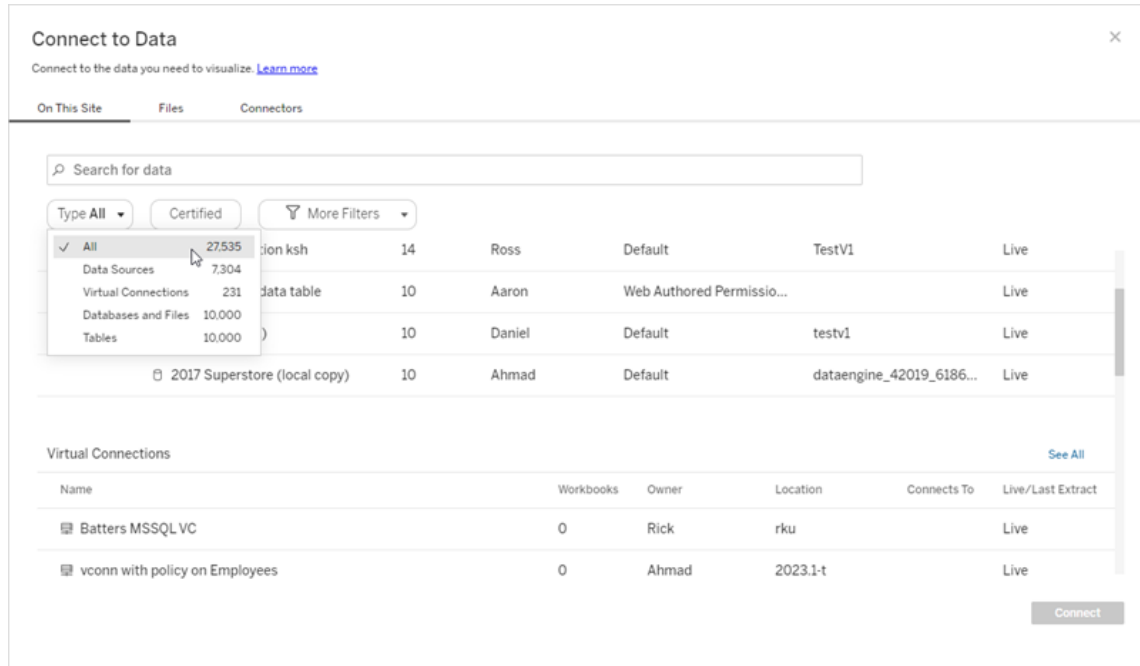 Connect to Data
Connect to the data you need to visualize. Learn more
On This Site Files Connectors
Search for data
Type All Certified More Filters
All 27,535
Data Sources 7,304
Virtual Connections 231
Databases and Files 10,000
Tables 10,000
ion ksh 14 Ross Default TestV1 Live
data table 10 Aaron Web Authored Permissio... Live
) 10 Daniel Default testv1 Live
2017 Superstore (local copy) 10 Ahmad Default dataengine_42019_6186... Live
Virtual Connections See All
Name Workbooks Owner Location Connects To Live/Last Extract
Batters MSSQL VC 0 Rick rku Live
vconn with policy on Employees 0 Ahmad 2023.1-t Live
Connect